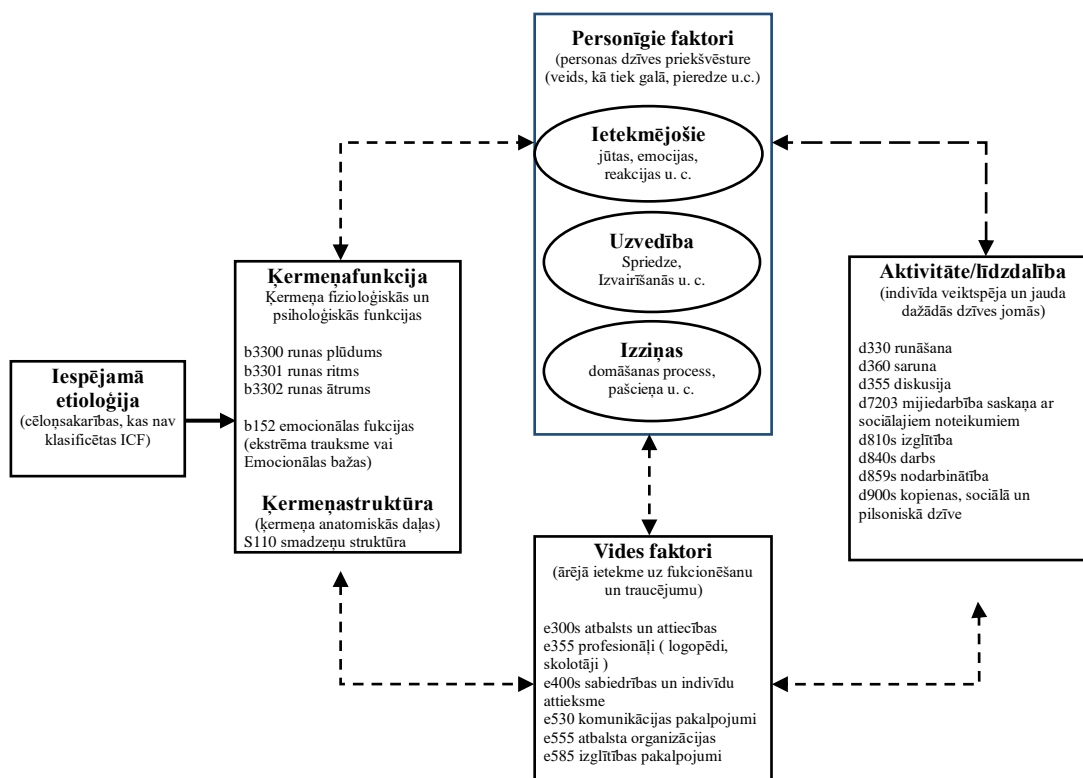 Personīgie faktori
(personas dzīves priekšvēsture
(veids, kā tiek galā, pieredze u.c.)
Ietekmējošie
jūtas, emocijas,
reakcijas u. c.
Uzvedība
Spriedze,
Izvairīšanās u. c.
Izziņas
domāšanas process,
pašcieņa u. c.
Iespējamā
etioloģija
(cēloņsakarības, kas nav
klasificētas ICF)
Ķermeņafunkcija
Ķermeņa fizioloģiskās un
psiholoģiskās funkcijas
b3300 runas plūdums
b3301 runas ritms
b3302 runas ātrums
b152 emocionālas fukcijas
(ekstrēma trauksme vai
Emocionālas bažas)
Ķermeņastruktūra
(ķermeņa anatomiskās daļas)
S110 smadzeņu struktūra
Aktivitāte/līdzdalība
(indivīda veiktspēja un jauda
dažādās dzīves jomās)
d330 runāšana
d360 saruna
d355 diskusija
d7203 mijiedarbība saskaņa ar
sociālajiem noteikumiem
d810s izglītība
d840s darbs
d859s nodarbinātība
d900s kopienas, sociālā un
pilsoniskā dzīve
Vides faktori
(ārējā ietekme uz fukcionēšanu
un traucējumu)
e300s atbalsts un attiecības
e355 profesionāļi ( logopēdi,
skolotāji )
e400s sabiedrības un indivīdu
attieksme
e530 komunikācijas pakalpojumi
e555 atbalsta organizācijas
e585 izglītības pakalpojumi